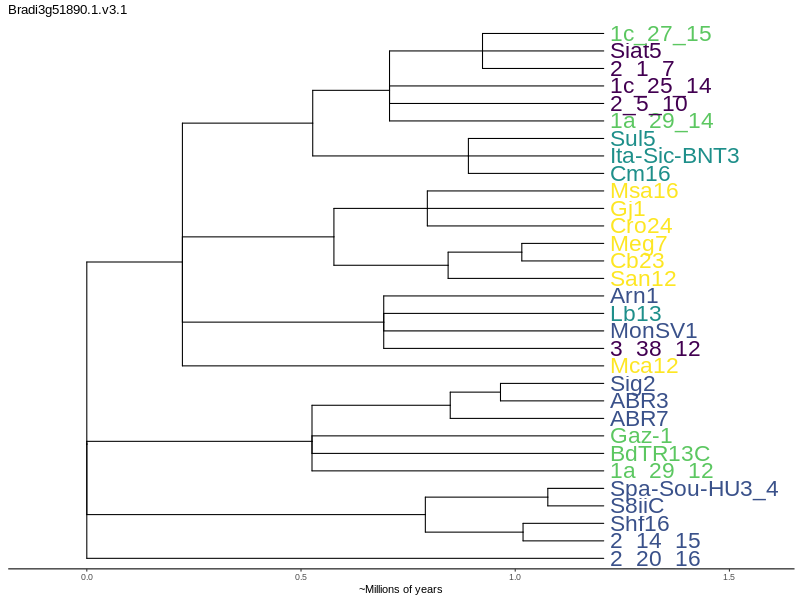 Bradi3g51890.1.v3.1
1c_27_15
Siat5
2_1_7
1c_25_14
2_5_10
1a_29_14
Sul5
Ita-Sic-BNT3
Cm16
Msa16
Gj1
Cro24
Meg7
Cb23
San12
Arn1
Lb13
MonSV1
3_38_12
Mca12
Sig2
ABR3
ABR7
Gaz-1
BdTR13C
1a_29_12
Spa-Sou-HU3_4
S8iiC
Shf16
2_14_15
2_20_16
0.0 0.5 1.0 1.5
~Millions of years